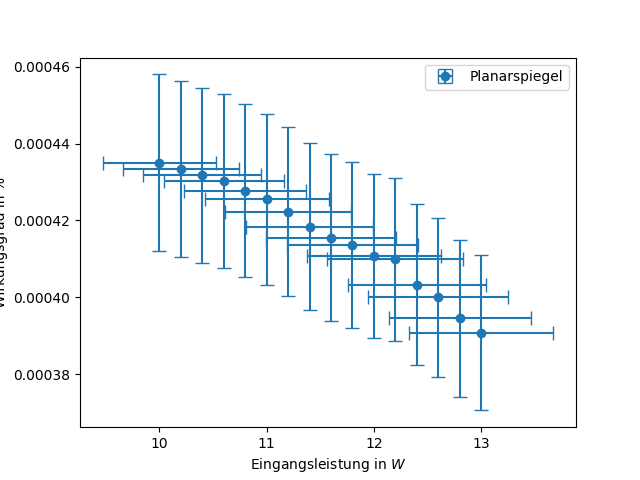 0.00046
0.00044
0.00042
0.00040
0.00038
Wirkungsgrad in %
Planarspiegel
10 11 12 13
Eingangsleistung in W